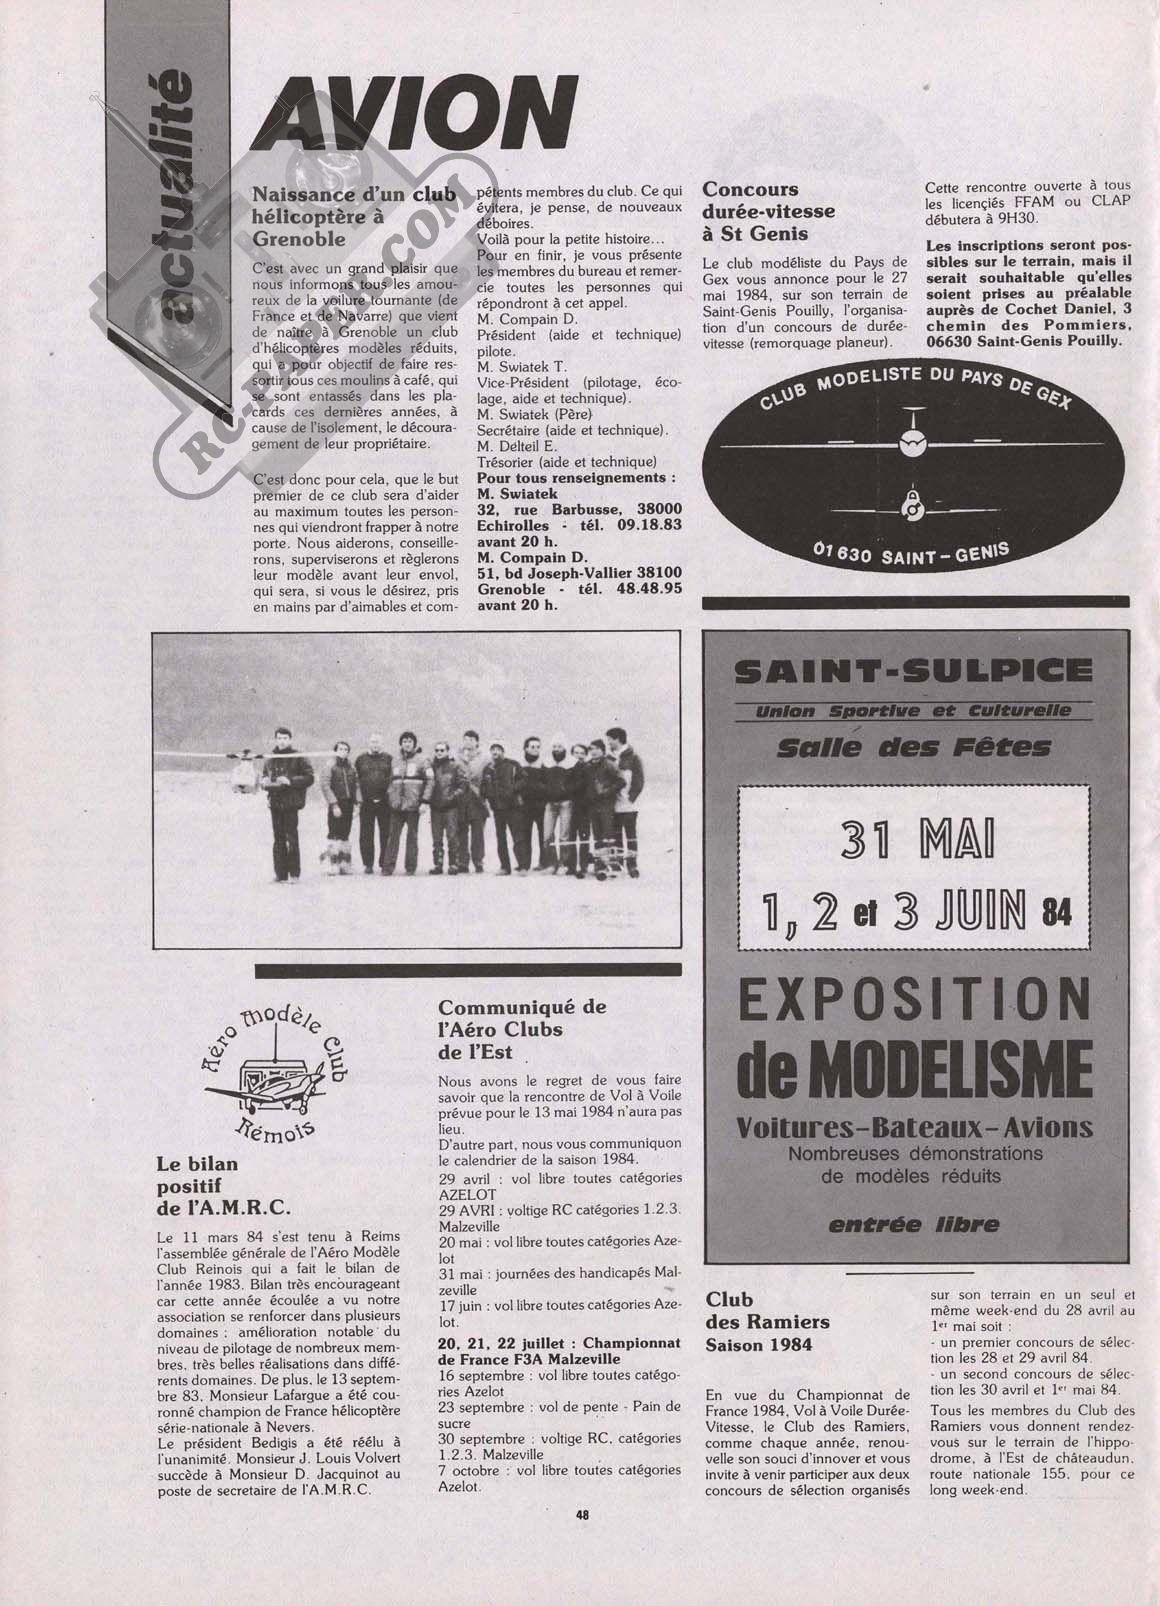 actualité
AVION
Naissance d'un club
hélicoptère à
Grenoble
C'est avec un grand plaisir que
nous informons tous les amou-
reux de la voilure tournante (de
France et de Navarre) que vient
de naître à Grenoble un club
d'hélicoptères modèles réduits,
qui a pour objectif de faire res-
sortir tous ces moulins à café, qui
se sont entassés dans les pla-
cards ces dernières années, à
cause de l'isolement, le découra-
gement de leur propriétaire.
C'est donc pour cela, que le but
premier de ce club sera d'aider
au maximum toutes les person-
nes qui viendront frapper à notre
porte. Nous aiderons, conseille-
rons, superviserons et règlerons
leur modèle avant leur envol,
qui sera, si vous le désirez, pris
en mains par d'aimables et com-
pétents membres du club. Ce qui
évitera, je pense, de nouveaux
déboires.
Voilà pour la petite histoire...
Pour en finir, je vous présente
les membres du bureau et remer-
cie toutes les personnes qui
répondront à cet appel.
M. Compain D.
Président (aide et technique)
pilote.
M. Swiatek T.
Vice-Président (pilotage, éco-
lage, aide et technique).
M. Swiatek (Père)
Secrétaire (aide et technique).
M. Delteil E.
Trésorier (aide et technique)
Pour tous renseignements :
M. Swiatek
32, rue Barbusse, 38000
Echirolles - tél. 09.18.83
avant 20 h.
M. Compain D.
51, bd Joseph-Vallier 38100
Grenoble - tél. 48.48.95
avant 20 h.
RC-PAPER.COM
Concours
durée-vitesse
à St Genis
Le club modéliste du Pays de
Gex vous annonce pour le 27
mai 1984, sur son terrain de
Saint-Genis Pouilly, l'organisa-
tion d'un concours de durée-
vitesse (remorquage planeur).
Cette rencontre ouverte à tous
les licençiés FFAM ou CLAP
débutera à 9H30.
Les inscriptions seront pos-
sibles sur le terrain, mais il
serait souhaitable qu'elles
soient prises au préalable
auprès de Cochet Daniel, 3
chemin des Pommiers,
06630 Saint-Genis Pouilly.
CLUB MODELISTE DU PAYS DE GEX
01630 SAINT-GENIS
SAINT-SULPICE
Union Sportive et Culturelle
Salle des Fêtes
31 MAI
1, 2 et 3 JUIN 84
EXPOSITION
de MODELISME
Voitures-Bateaux-Avions
Nombreuses démonstrations
de modèles réduits
entrée libre
Aéro Modèle Club
Rémois
Le bilan
positif
de l'A.M.R.C.
Le 11 mars 84 s'est tenu à Reims
l'assemblée générale de l'Aéro Modèle
Club Reinois qui a fait le bilan de
l'année 1983. Bilan très encourageant
car cette année écoulée a vu notre
association se renforcer dans plusieurs
domaines : amélioration notable du
niveau de pilotage de nombreux mem-
bres, très belles réalisations dans diffé-
rents domaines. De plus, le 13 septem-
bre 83, Monsieur Lafargue a été cou-
ronné champion de France hélicoptère
série-nationale à Nevers.
Le président Bedigis a été réélu à
l'unanimité. Monsieur J. Louis Volvert
succède à Monsieur D. Jacquinot au
poste de secretaire de l'A.M.R.C.
Communiqué de
l'Aéro Clubs
de l'Est
Nous avons le regret de vous faire
savoir que la rencontre de Vol à Voile
prévue pour le 13 mai 1984 n'aura pas
lieu.
D'autre part, nous vous communiquon
le calendrier de la saison 1984.
29 avril : vol libre toutes catégories
AZELOT
29 AVRI : voltige RC catégories 1.2.3.
Malzeville
20 mai : vol libre toutes catégories Aze-
lot
31 mai : journées des handicapés Mal-
zeville
17 juin : vol libre toutes catégories Aze-
lot.
20, 21, 22 juillet : Championnat
de France F3A Malzeville
16 septembre : vol libre toutes catégo-
ries Azelot
23 septembre : vol de pente - Pain de
sucre
30 septembre : voltige RC, catégories
1.2.3. Malzeville
7 octobre : vol libre toutes catégories
Azelot.
Club
des Ramiers
Saison 1984
En vue du Championnat de
France 1984, Vol à Voile Durée-
Vitesse, le Club des Ramiers,
comme chaque année, renou-
velle son souci d'innover et vous
invite à venir participer aux deux
concours de sélection organisés
sur son terrain en un seul et
même week-end du 28 avril au
1er mai soit :
- un premier concours de sélec-
tion les 28 et 29 avril 84.
- un second concours de sélec-
tion les 30 avril et 1er mai 84.
Tous les membres du Club des
Ramiers vous donnent rendez-
vous sur le terrain de l'hippo-
drome, à l'Est de châteaudun,
route nationale 155, pour ce
long week-end.
48